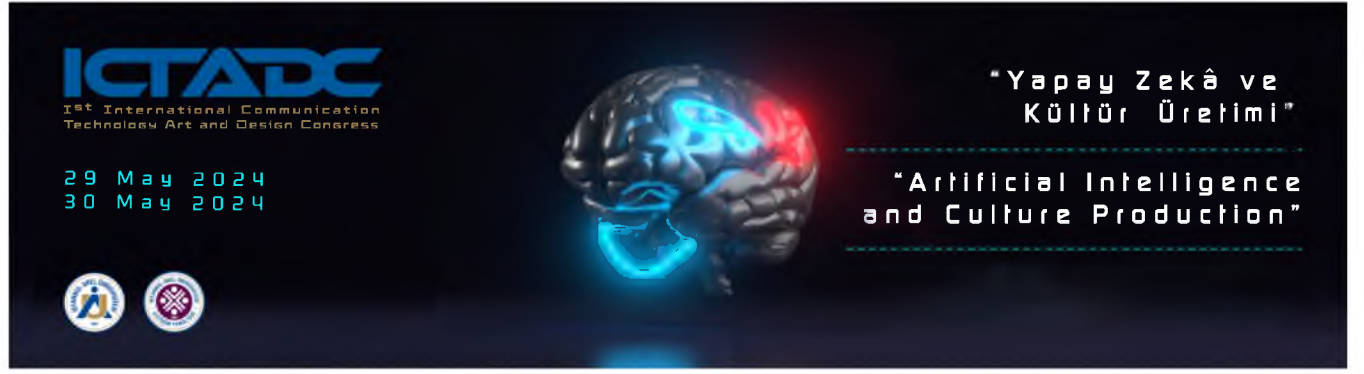 ICTADC
1st International Communication
Technology Art and Design Congress
29 May 2024
30 May 2024
"Yapay Zekâ ve
Kültür Üretimi"
"Artificial Intelligence
and Culture Production"